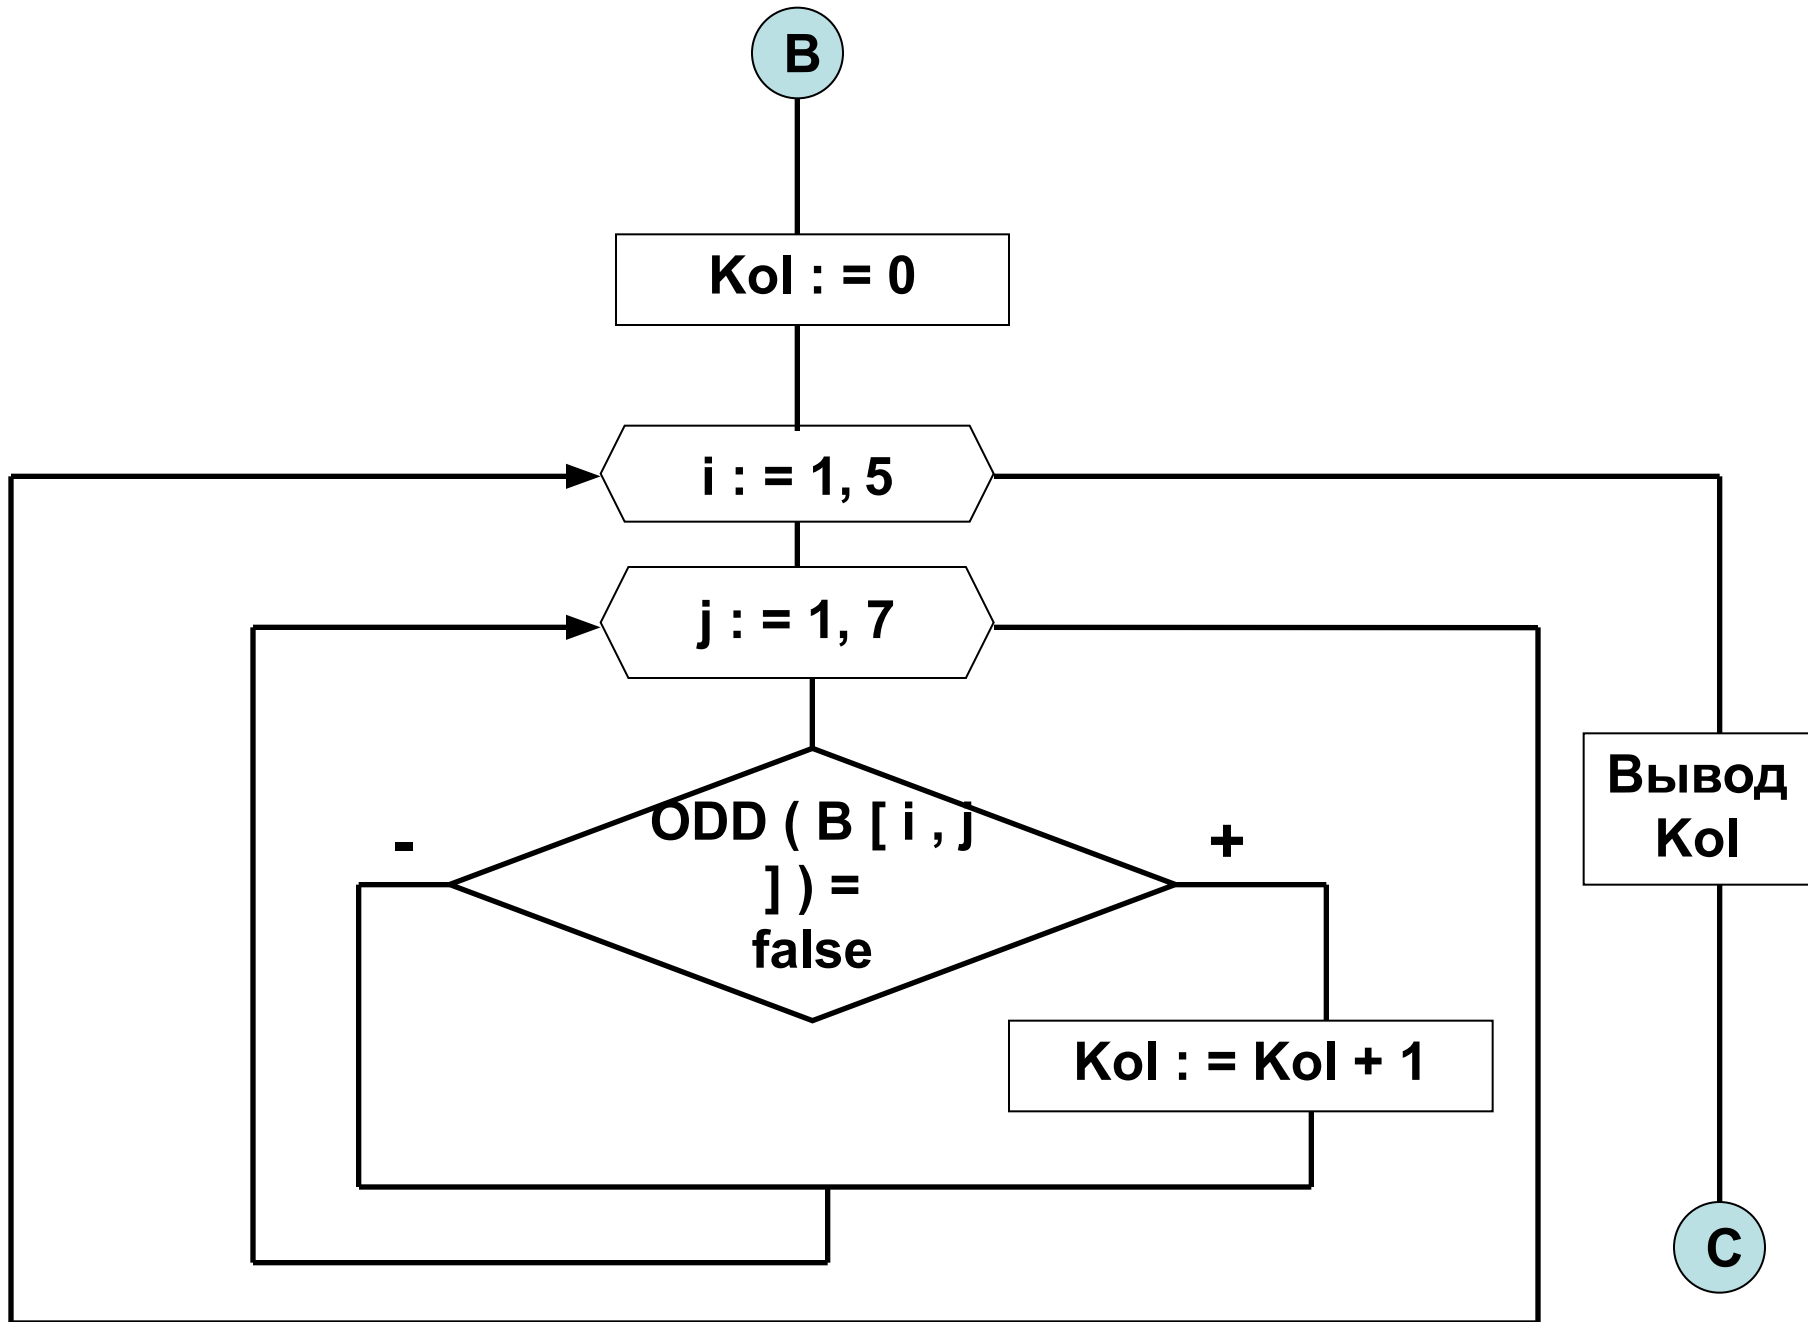 B
Kol : = 0
i : = 1, 5
j : = 1, 7
ODD ( B [ i , j
] ) =
false
-
+
Kol : = Kol + 1
Вывод
Kol
C